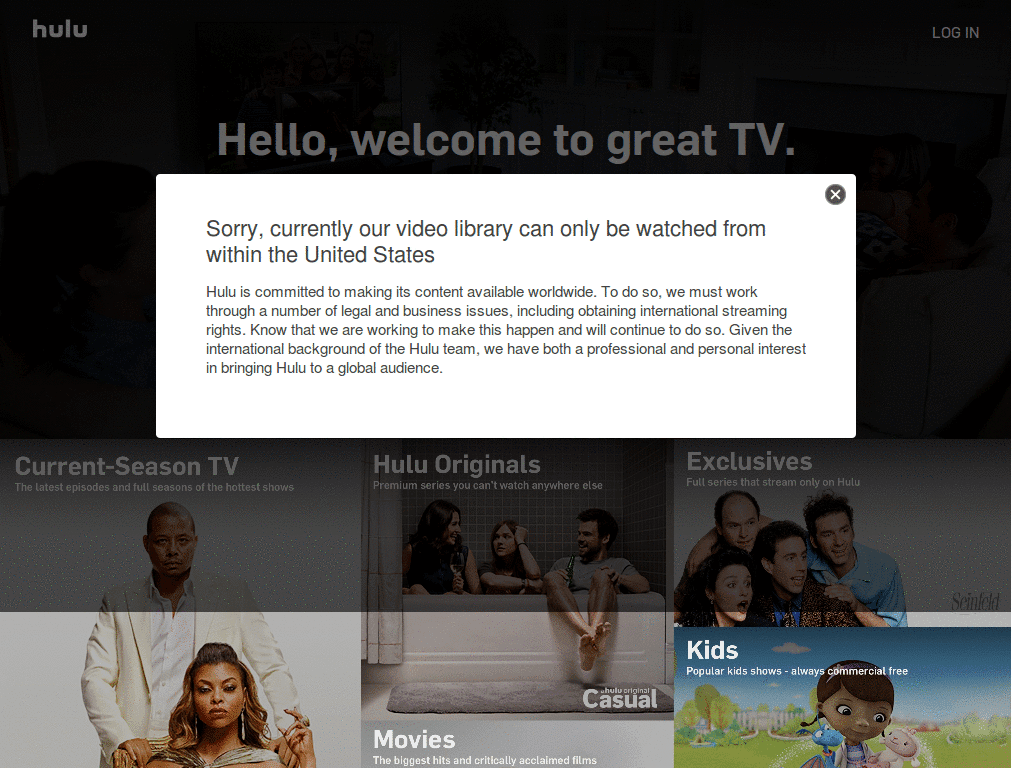 hulu
LOG IN
Hello, welcome to great TV.
Sorry, currently our video library can only be watched from
within the United States
Hulu is committed to making its content available worldwide. To do so, we must work
through a number of legal and business issues, including obtaining international streaming
rights. Know that we are working to make this happen and will continue to do so. Given the
international background of the Hulu team, we have both a professional and personal interest
in bringing Hulu to a global audience.
Current-Season TV
The latest episodes and full seasons of the hottest shows
Hulu Originals
Premium series you can't watch anywhere else
a hulu original
Casual
Exclusives
Full series that stream only on Hulu
Seinfeld
Kids
Popular kids shows - always commercial free
Movies
The biggest hits and critically acclaimed films